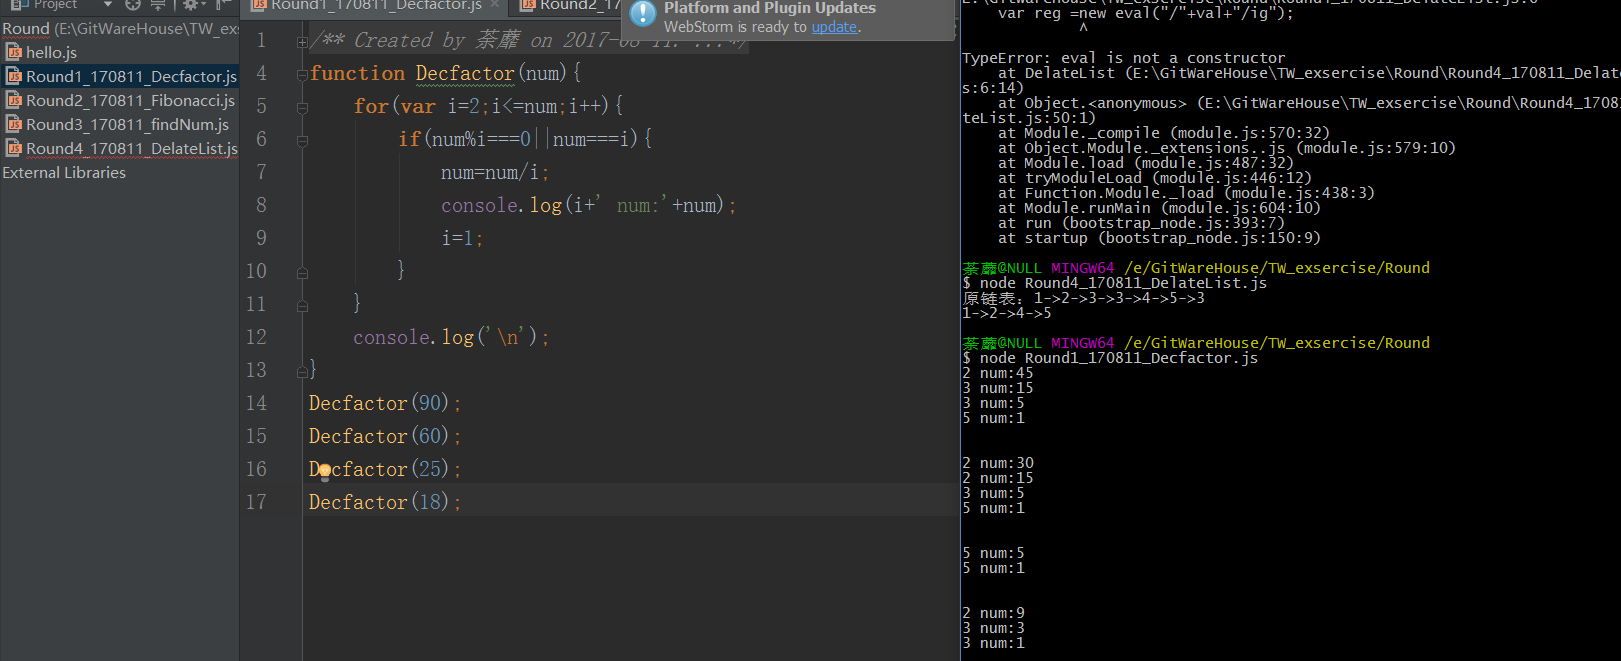 Project
Round (E:\GitWareHouse\TW_exs
hello.js
Round1_170811_Decfactor.js
Round2_170811_Fibonacci.js
Round3_170811_findNum.js
Round4_170811_DelateList.js
External Libraries
Round1_170811_Decfactor.js
Round2_17
Platform and Plugin Updates
WebStorm is ready to update.
1 /** Created by 荼蘼 on 2017-08-11. ...*/
4 function Decfactor(num){
5 for(var i=2;i<=num;i++){
6 if(num%i===0||num===i){
7 num=num/i;
8 console.log(i+' num:'+num);
9 i=1;
10 }
11 }
12 console.log('\n');
13 }
14 Decfactor(90);
15 Decfactor(60);
16 Decfactor(25);
17 Decfactor(18);
E:\GitWareHouse\TW_exsercise\Round\Round4_170811_DelateList.js:6
var reg =new eval("/"+val+"/ig");
^
TypeError: eval is not a constructor
at DelateList (E:\GitWareHouse\TW_exsercise\Round\Round4_170811_Delate
s:6:14)
at Object.<anonymous> (E:\GitWareHouse\TW_exsercise\Round\Round4_17081
teList.js:50:1)
at Module._compile (module.js:570:32)
at Object.Module._extensions..js (module.js:579:10)
at Module.load (module.js:487:32)
at tryModuleLoad (module.js:446:12)
at Function.Module._load (module.js:438:3)
at Module.runMain (module.js:604:10)
at run (bootstrap_node.js:393:7)
at startup (bootstrap_node.js:150:9)
荼蘼@NULL MINGW64 /e/GitWareHouse/TW_exsercise/Round
$ node Round4_170811_DelateList.js
原链表：1->2->3->3->4->5->3
1->2->4->5
荼蘼@NULL MINGW64 /e/GitWareHouse/TW_exsercise/Round
$ node Round1_170811_Decfactor.js
2 num:45
3 num:15
3 num:5
5 num:1
2 num:30
2 num:15
3 num:5
5 num:1
5 num:5
5 num:1
2 num:9
3 num:3
3 num:1